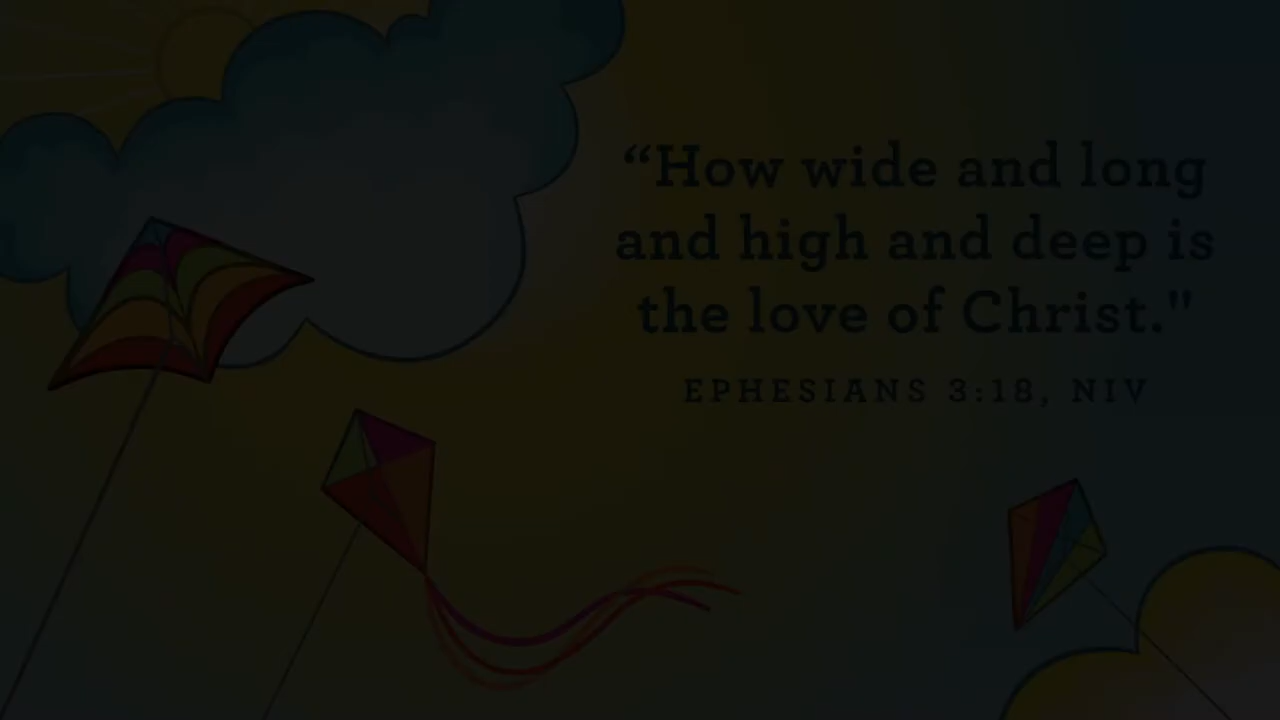 “How wide and long
and high and deep is
the love of Christ."
EPHESIANS 3:18, NIV